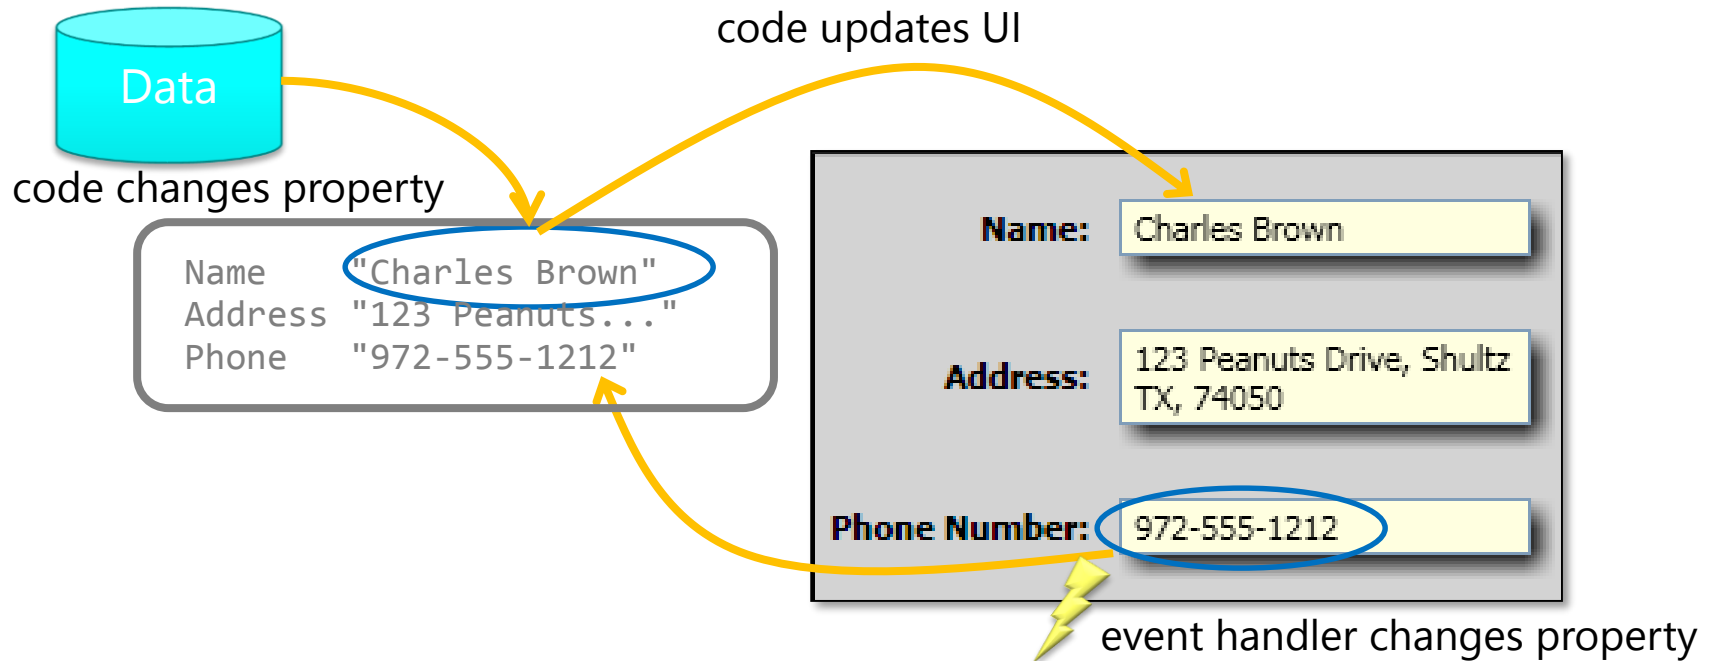 code updates UI
Data
code changes property
Name "Charles Brown"
Address "123 Peanuts..."
Phone "972-555-1212"
Name: Charles Brown
Address: 123 Peanuts Drive, Shultz
TX, 74050
Phone Number: 972-555-1212
event handler changes property